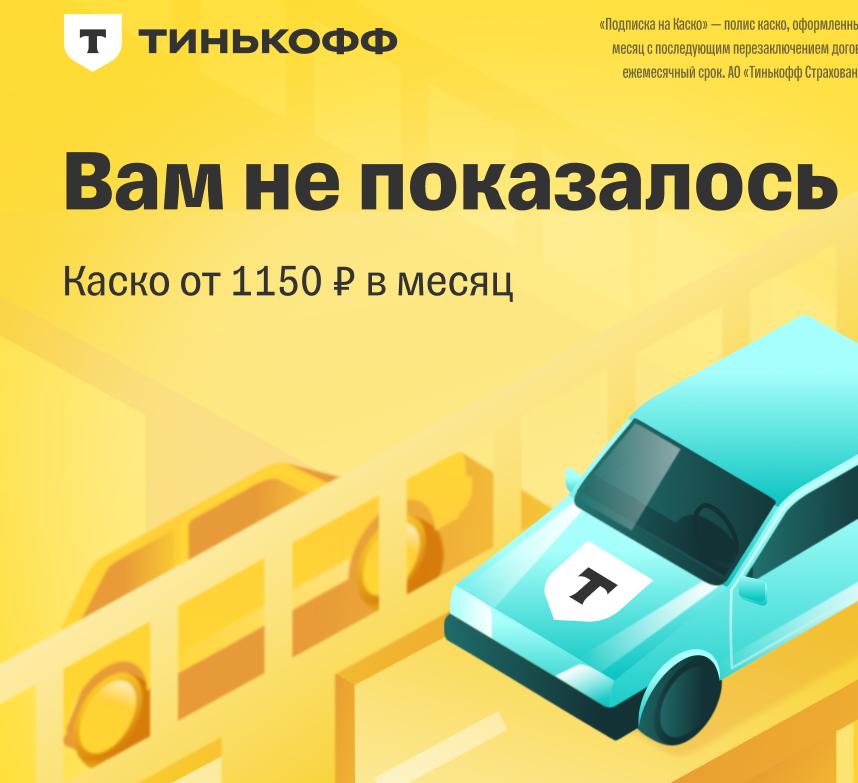 Т ТИНЬКОФФ
«Подписка на Каско» — полис каско, оформленны
месяц с последующим перезаключением догов
ежемесячный срок. АО «Тинькофф Страхован
Вам не показалось
Каско от 1150 ₽ в месяц
Т